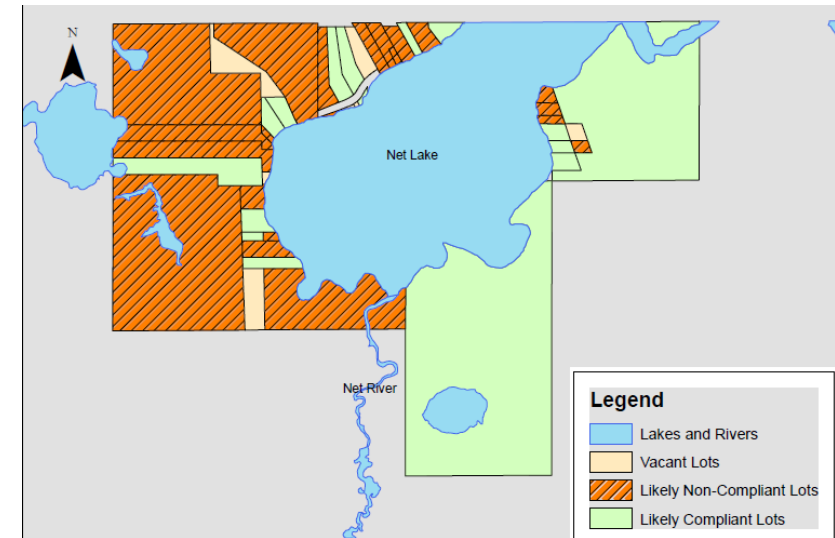 N
Net Lake
Net River
Legend
Lakes and Rivers
Vacant Lots
Likely Non-Compliant Lots
Likely Compliant Lots